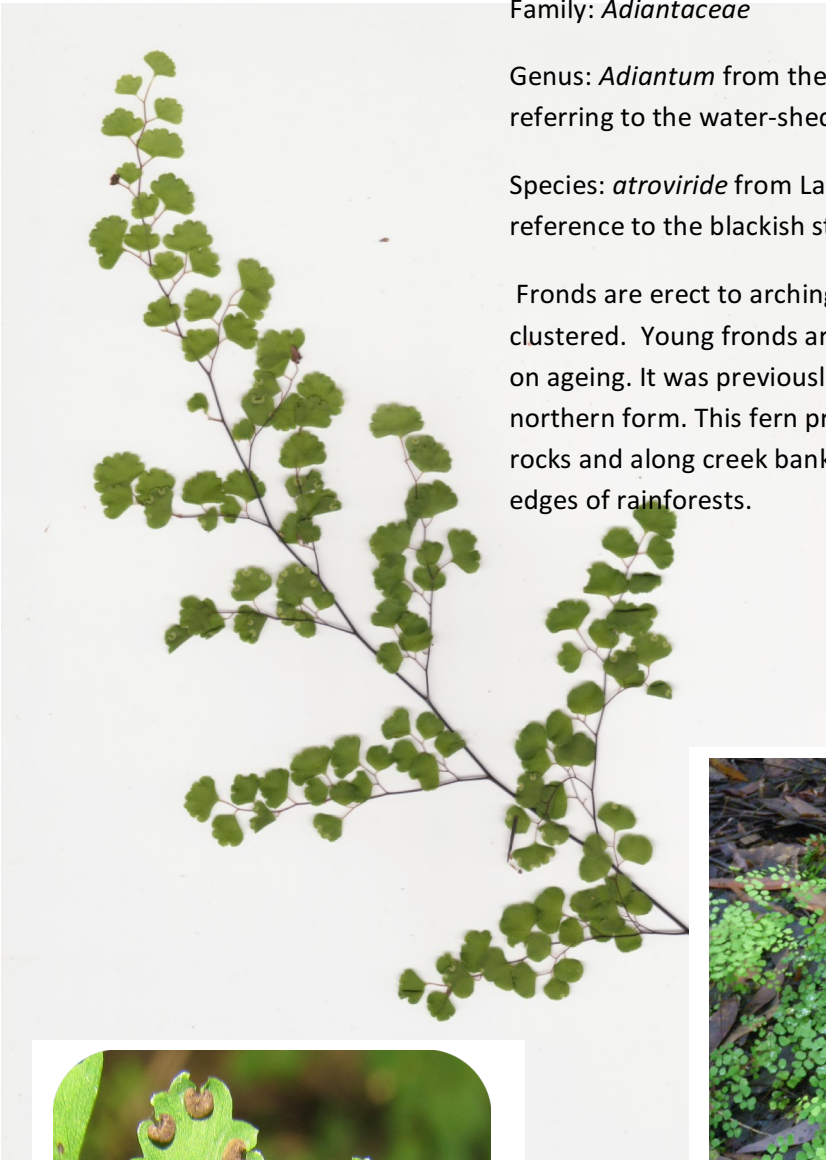 Family: Adiantaceae
Genus: Adiantum from the
referring to the water-shed
Species: atroviride from La
reference to the blackish st
Fronds are erect to arching
clustered. Young fronds ar
on ageing. It was previousl
northern form. This fern pr
rocks and along creek bank
edges of rainforests.